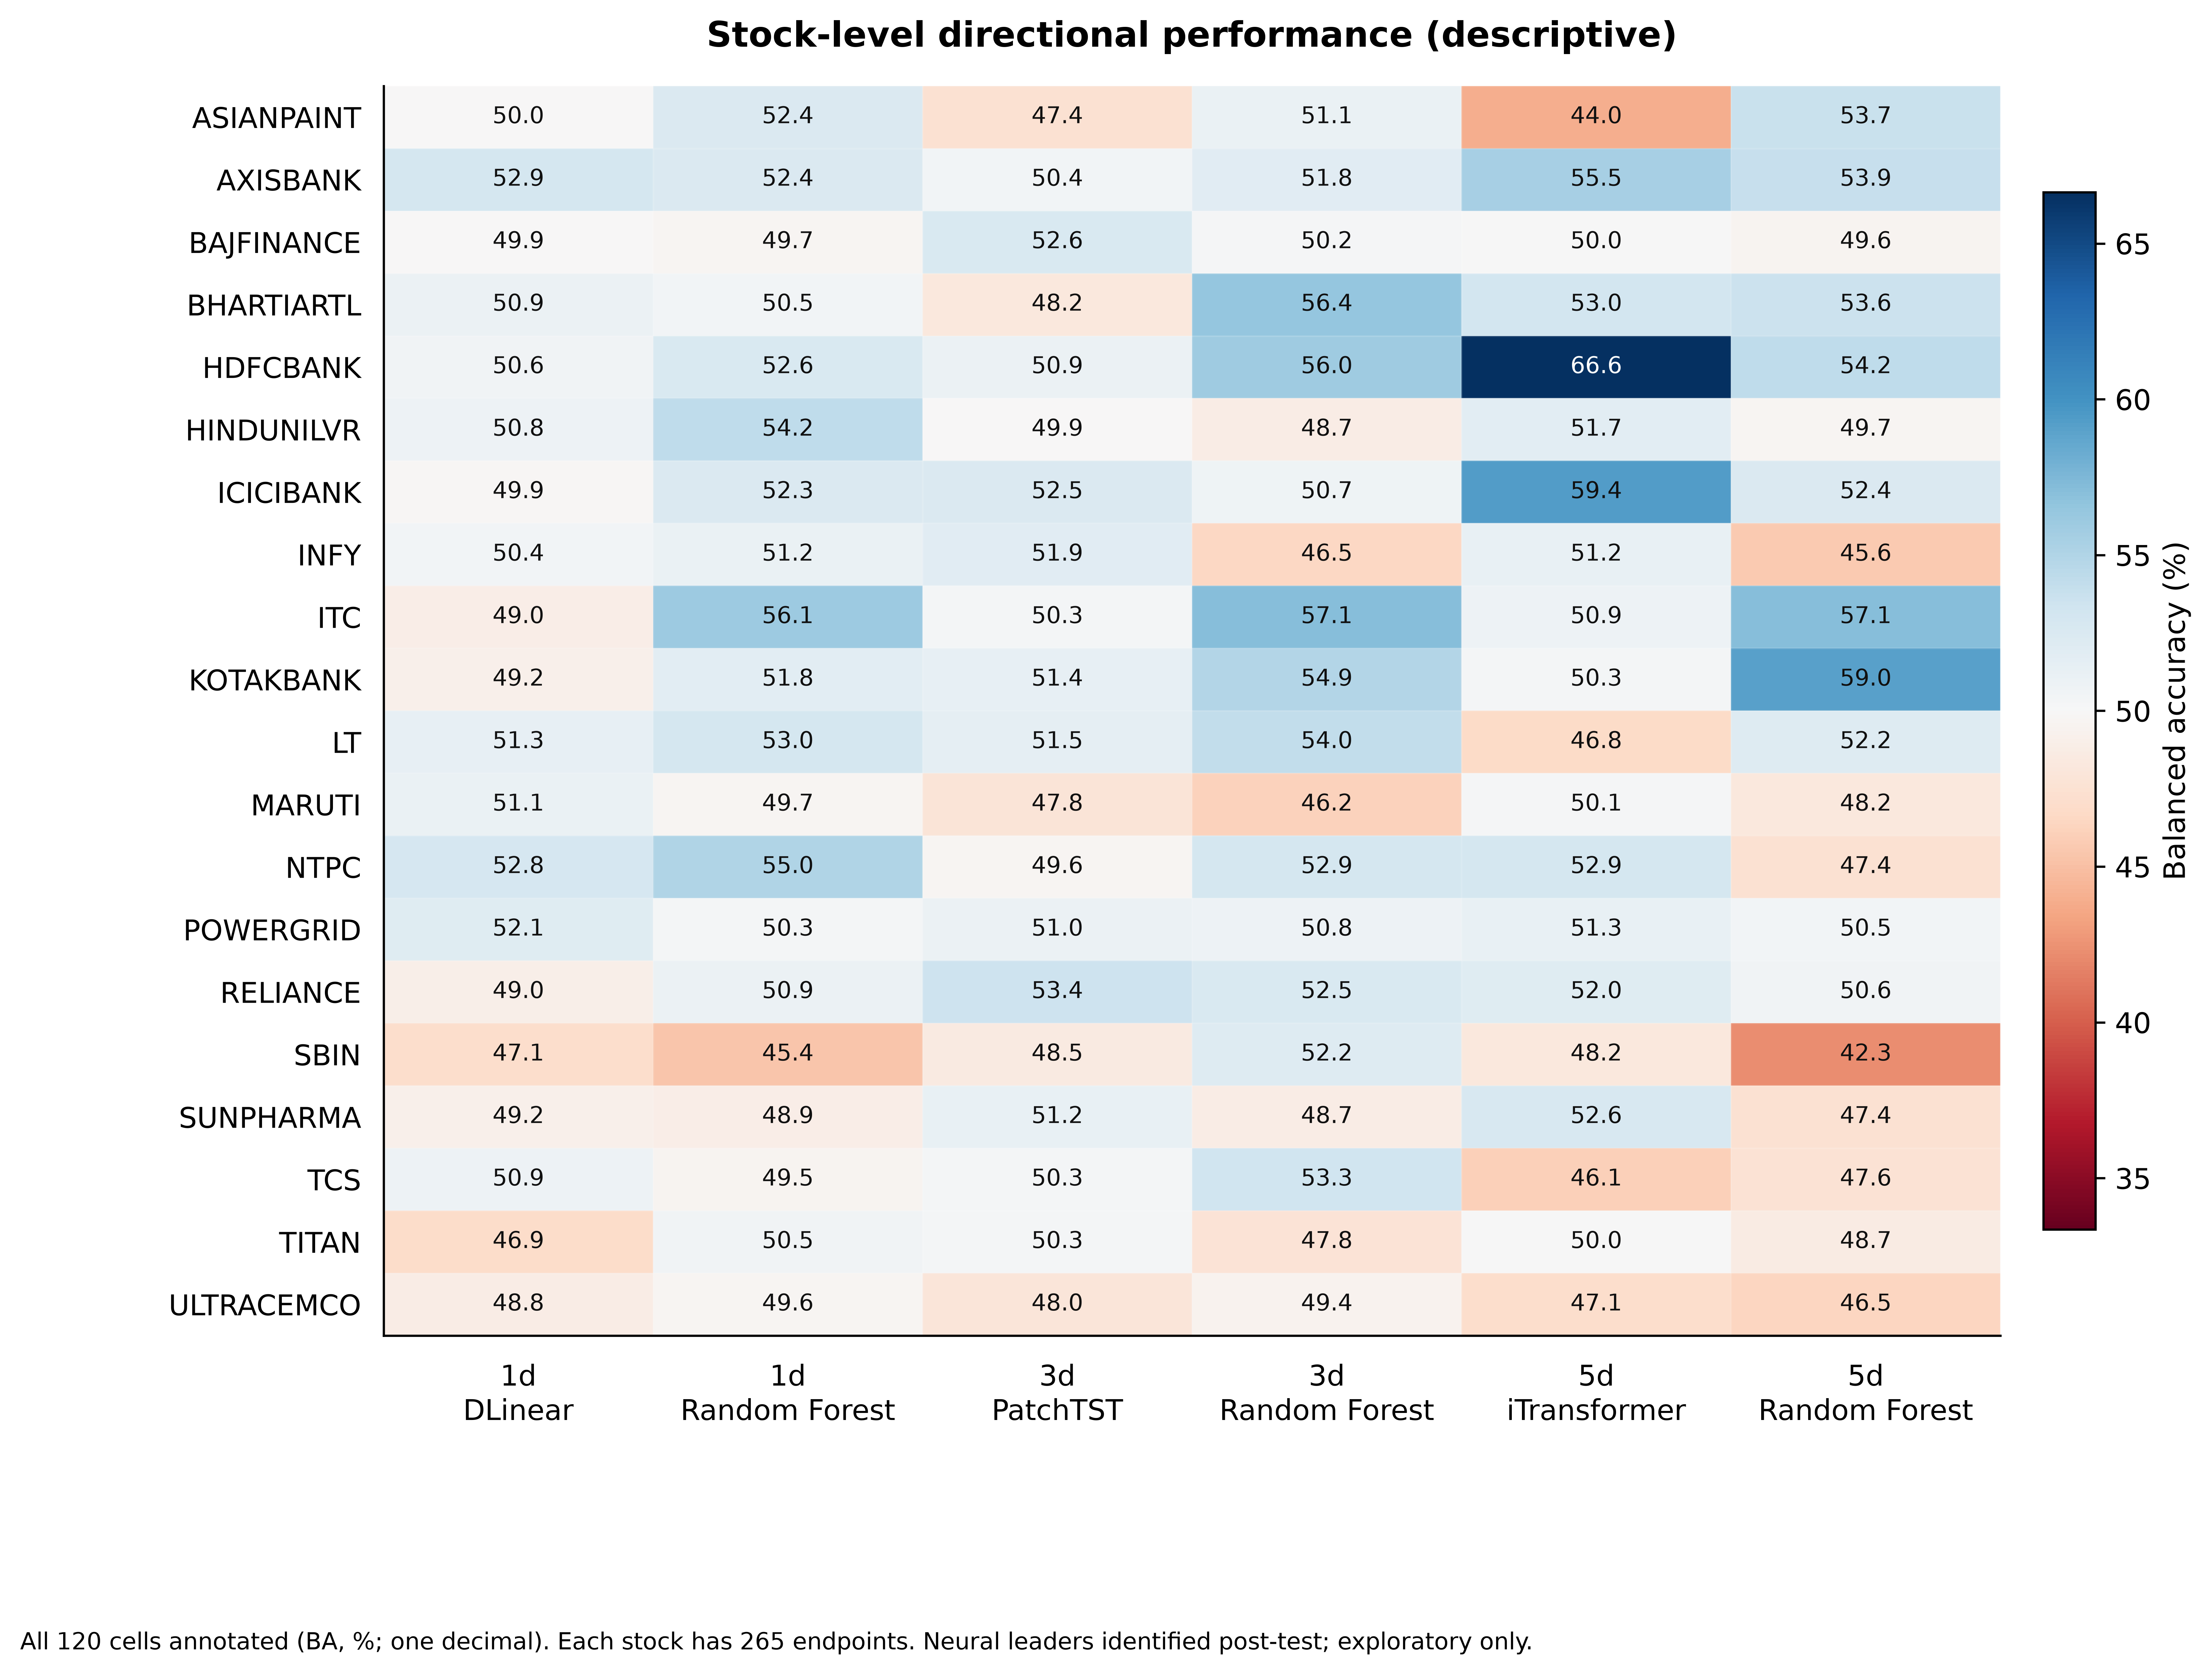 Stock-level directional performance (descriptive)
ASIANPAINT 50.0 52.4 47.4 51.1 44.0 53.7
AXISBANK 52.9 52.4 50.4 51.8 55.5 53.9
BAJFINANCE 49.9 49.7 52.6 50.2 50.0 49.6
BHARTIARTL 50.9 50.5 48.2 56.4 53.0 53.6
HDFCBANK 50.6 52.6 50.9 56.0 66.6 54.2
HINDUNILVR 50.8 54.2 49.9 48.7 51.7 49.7
ICICIBANK 49.9 52.3 52.5 50.7 59.4 52.4
INFY 50.4 51.2 51.9 46.5 51.2 45.6
ITC 49.0 56.1 50.3 57.1 50.9 57.1
KOTAKBANK 49.2 51.8 51.4 54.9 50.3 59.0
LT 51.3 53.0 51.5 54.0 46.8 52.2
MARUTI 51.1 49.7 47.8 46.2 50.1 48.2
NTPC 52.8 55.0 49.6 52.9 52.9 47.4
POWERGRID 52.1 50.3 51.0 50.8 51.3 50.5
RELIANCE 49.0 50.9 53.4 52.5 52.0 50.6
SBIN 47.1 45.4 48.5 52.2 48.2 42.3
SUNPHARMA 49.2 48.9 51.2 48.7 52.6 47.4
TCS 50.9 49.5 50.3 53.3 46.1 47.6
TITAN 46.9 50.5 50.3 47.8 50.0 48.7
ULTRACEMCO 48.8 49.6 48.0 49.4 47.1 46.5
1d 1d 3d 3d 5d 5d
DLinear Random Forest PatchTST Random Forest iTransformer Random Forest
65
60
55
50
45
40
35
Balanced accuracy (%)
All 120 cells annotated (BA, %; one decimal). Each stock has 265 endpoints. Neural leaders identified post-test; exploratory only.